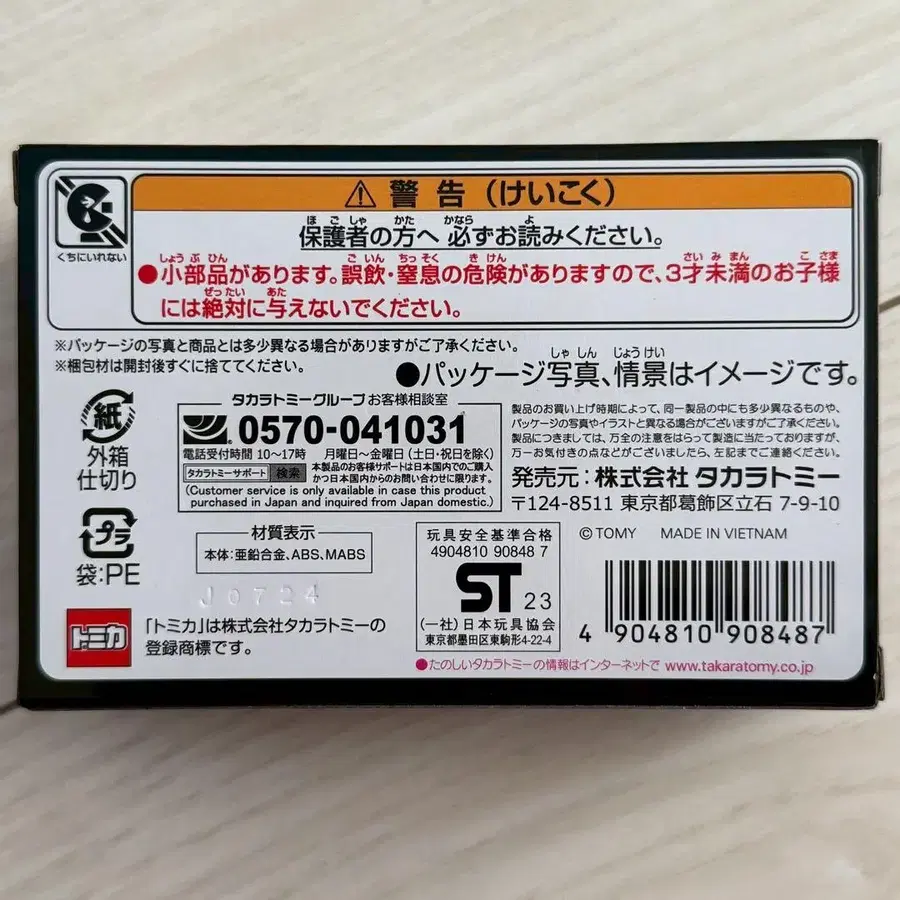 くちにいれない
⚠警告(けいこく)
保護者の方へ 必ずお読みください。
●小部品があります。誤飲・窒息の危険がありますので、3才未満のお子様
には絶対に与えないでください。
※パッケージの写真と商品とは多少異なる場合がありますがご了承ください。
※梱包材は開封後すぐに捨ててください。
●パッケージ写真、情景はイメージです。
紙
外箱
仕切り
プラ
袋:PE
タカラトミーグループ お客様相談室
0570-041031
電話受付時間 10〜17時 月曜日〜金曜日(土日・祝日を除く)
タカラトミーサポート 検索 本製品のお客様サポートは日本国内でのご購入
かつ日本国内からのお問い合わせに限ります。
(Customer service is only available in case this product
purchased in Japan and inquired from Japan domestic.)
製品のお買い上げ時期によって、同一製品の中にも多少異なるものや、
パッケージの写真やイラストと異なる場合がございますがご了承ください。
製品につきましては、万全の注意をはらって製造に当たっておりますが、
万一お気付きの点などがございましたら、左記までご連絡ください。
発売元:株式会社 タカラトミー
〒124-8511 東京都葛飾区立石 7-9-10
材質表示
本体:亜鉛合金、ABS、MABS
J0724
トミカ
「トミカ」は株式会社タカラトミーの
登録商標です。
玩具安全基準合格
4904810 90848 7
ST 23
(一社)日本玩具協会
東京都墨田区東駒形4-22-4
©TOMY MADE IN VIETNAM
4 904810 908487
●たのしいタカラトミーの情報はインターネットで www.takaratomy.co.jp